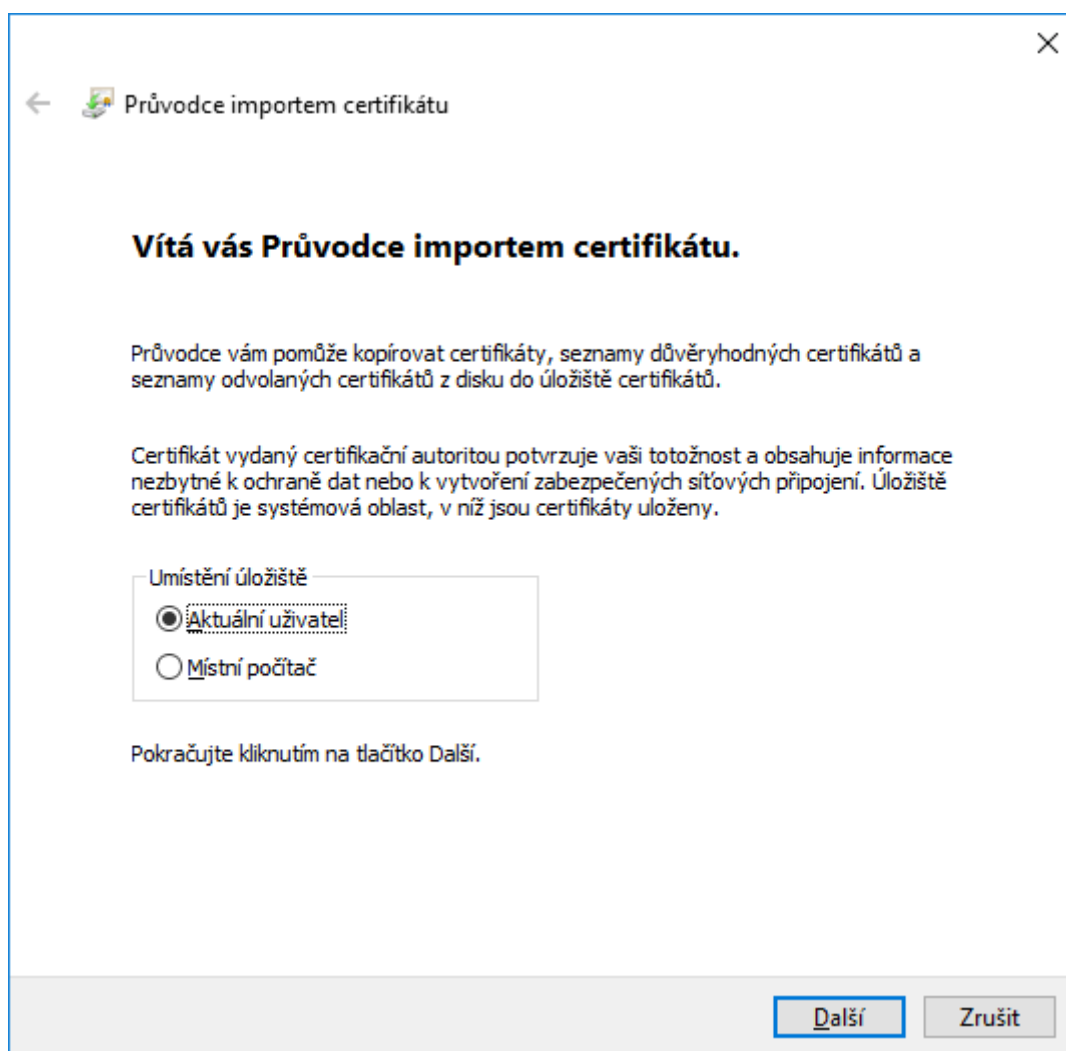 Průvodce importem certifikátu
Vítá vás Průvodce importem certifikátu.
Průvodce vám pomůže kopírovat certifikáty, seznamy důvěryhodných certifikátů a
seznamy odvolaných certifikátů z disku do úložiště certifikátů.
Certifikát vydaný certifikační autoritou potvrzuje vaši totožnost a obsahuje informace
nezbytné k ochraně dat nebo k vytvoření zabezpečených síťových připojení. Úložiště
certifikátů je systémová oblast, v níž jsou certifikáty uloženy.
Umístění úložiště
Aktuální uživatel
Místní počítač
Pokračujte kliknutím na tlačítko Další.
Další
Zrušit